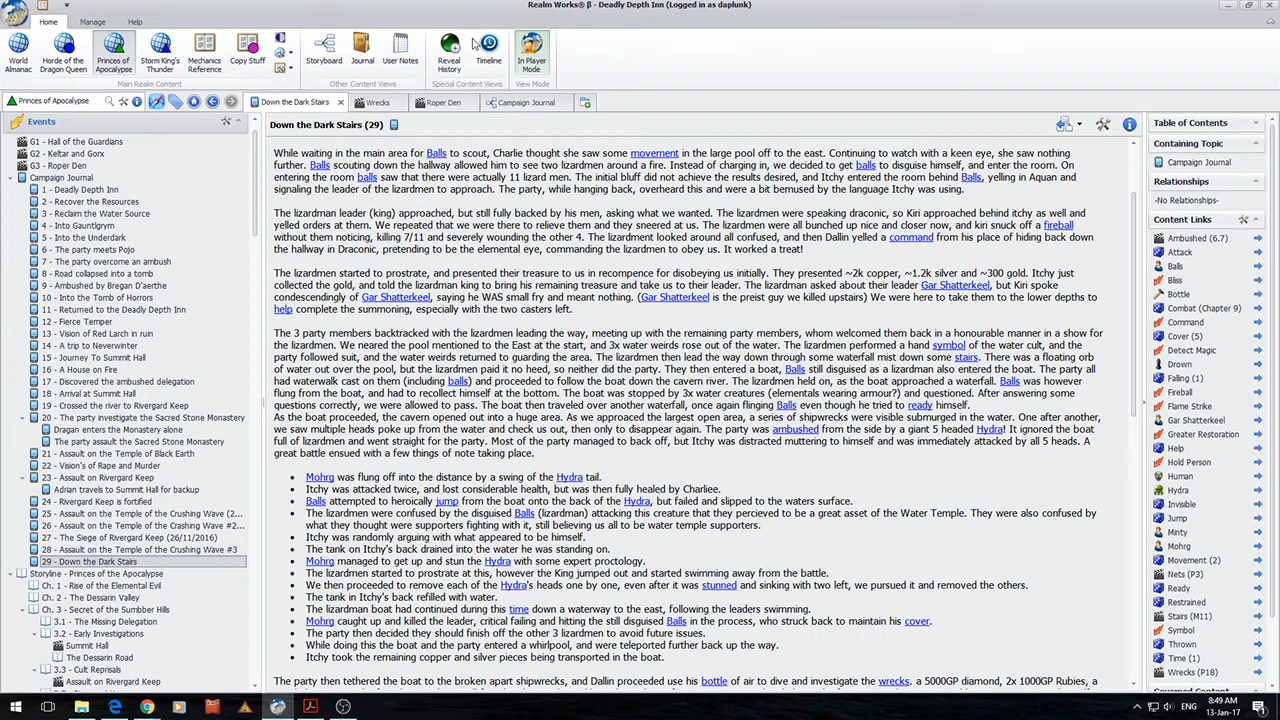 Realm Works® β - Deadly Depth Inn (Logged in as daplunk)
Home Manage Help
World Almanac
Horde of the Dragon Queen
Princes of Apocalypse
Storm King's Thunder
Mechanics Reference
Copy Stuff
Storyboard
Journal
User Notes
Reveal History
Timeline
In Player Mode
Main Realm Content
Other Content Views
Special Content Views
View Mode
Princes of Apocalypse
Down the Dark Stairs
Wrecks
Roper Den
Campaign Journal
Events
G1 - Hall of the Guardians
G2 - Keltar and Gorx
G3 - Roper Den
Campaign Journal
1 - Deadly Depth Inn
2 - Recover the Resources
3 - Reclaim the Water Source
4 - Into Gauntlgrym
5 - Into the Underdark
6 - The Party meets Pojo
7 - The party overcome an ambush
8 - Road collapsed into a tomb
9 - Ambushed by Bregan D'aerthe
10 - Into the Tomb of Horrors
11 - Returned to the Deadly Depth Inn
12 - Fierce Temper
13 - Vision of Red Larch in ruin
14 - A trip to Neverwinter
15 - Journey To Summit Hall
16 - A House on Fire
17 - Discovered the ambushed delegation
18 - Arrival at Summit Hall
19 - Crossed the river to Rivergard Keep
20 - The party investigate the Sacred Stone Monastery
Dragan enters the Monastery alone
The party assault the Sacred Stone Monastery
21 - Assault on the Temple of Black Earth
22 - Vision's of Rape and Murder
23 - Assault on Rivergard Keep
Adrian travels to Summit Hall for backup
24 - Rivergard Keep is fortified
25 - Assault on the Temple of the Crushing Wave (2...
26 - Assault on the Temple of the Crushing Wave #2...
27 - The Siege of Rivergard Keep (26/11/2016)
28 - Assault on the Temple of the Crushing Wave #3
29 - Down the Dark Stairs
Storyline - Princes of the Apocalypse
Ch. 1 - Rise of the Elemental Evil
Ch. 2 - The Dessarin Valley
Ch. 3 - Secret of the Sumbber Hills
3.1 - The Missing Delegation
3.2 - Early Investigations
Summit Hall
The Dessarin Road
3.3 - Cult Reprisals
Assault on Rivergard Keep
Down the Dark Stairs (29)
While waiting in the main area for Balls to scout, Charlie thought she saw some movement in the large pool off to the east. Continuing to watch with a keen eye, she saw nothing
further. Balls scouting down the hallway allowed him to see two lizardmen around a fire. Instead of charging in, we decided to get balls to disguise himself, and enter the room. On
entering the room balls saw that there were actually 11 lizard men. The initial bluff did not achieve the results desired, and Itchy entered the room behind Balls, yelling in Aquan and
signaling the leader of the lizardmen to approach. The party, while hanging back, overheard this and were a bit bemused by the language Itchy was using.
The lizardman leader (king) approached, but still fully backed by his men, asking what we wanted. The lizardmen were speaking draconic, so Kiri approached behind itchy as well and
yelled orders at them. We repeated that we were there to relieve them and they sneered at us. The lizardmen were all bunched up nice and closer now, and kiri snuck off a fireball
without them noticing, killing 7/11 and severely wounding the other 4. The lizardment looked around all confused, and then Dallin yelled a command from his place of hiding back down
the hallway in Draconic, pretending to be the elemental eye, commanding the lizardmen to obey us. It worked a treat!
The lizardmen started to prostrate, and presented their treasure to us in recompence for disobeying us initially. They presented ~2k copper, ~1.2k silver and ~300 gold. Itchy just
collected the gold, and told the lizardmen king to bring his remaining treasure and take us to their leader. The lizardman asked about their leader Gar Shatterkeel, but Kiri spoke
condescendingly of Gar Shatterkeel, saying he WAS small fry and meant nothing. (Gar Shatterkeel is the preist guy we killed upstairs) We were here to take them to the lower depths to
help complete the summoning, especially with the two casters left.
The 3 party members backtracked with the lizardmen leading the way, meeting up with the remaining party members, whom welcomed them back in a honourable manner in a show for
the lizardmen. We neared the pool mentioned to the East at the start, and 3x water weirds rose out of the water. The lizardmen performed a hand symbol of the water cult, and the
party followed suit, and the water weirds returned to guarding the area. The lizardmen then lead the way down through some waterfall mist down some stairs. There was a floating orb
of water out over the pool, but the lizardmen paid it no heed, so neither did the party. They then entered a boat, Balls still disguised as a lizardmen also entered the boat. The party all
had waterwalk cast on them (including balls) and proceeded to follow the boat down the cavern river. The lizardmen held on, as the boat aproached a waterfall. Balls was however
flung from the boat, and had to recollect himself at the bottom. The boat was stopped by 3x water creatures (elementals wearing armour?) and questioned. After answering some
questions correctly, we were allowed to pass. The boat then traveled over another waterfall, once again flinging Balls even though he tried to ready himself.
As the boat proceeded, the cavern opened out into a huge area. As we aproaced the largest open area, a series of shipwrecks were visible submurged in the water. One after another,
we saw multiple heads poke up from the water and check us out, then only to disappear again. The party was ambushed from the side by a giant 5 headed Hydra! It ignored the boat
full of lizardmen and went straight for the party. Most of the party managed to back off, but Itchy was distracted muttering to himself and was immediately attacked by all 5 heads. A
great battle ensued with a few things of note taking place.
• Mohrg was flung off into the distance by a swing of the Hydra tail.
• Itchy was attacked twice, and lost considerable health, but was then fully healed by Charlie.
• Balls attempted to heroically jump from the boat onto the back of the Hydra, but failed and slipped to the waters surface.
• The lizardmen were confused by the disguised Balls (lizardman) attacking this creature that they percieved to be a great asset of the Water Temple. They were also confused by
what they thought were supporters fighting with it, still believing us all to be water temple supporters.
• Itchy was randomly arguing with what appeared to be himself.
• The tank on Itchy's back drained into the water he was standing on.
• Mohrg managed to get up and stun the Hydra with some expert proctology.
• The lizardmen started to prostrate at this, however the King jumped out and started swimming away from the battle.
• We then proceeded to remove each of the Hydra's heads one by one, even after it was stunned and sinking with two left, we pursued it and removed the others.
• The tank in Itchy's back refilled with water.
• The lizardman boat had continued during this time down a waterway to the east, following the leaders swimming.
• Mohrg caught up and killed the leader, critical failing and hitting the still disguised Balls in the process, who struck back to maintain his cover.
• The party then decided they should finish off the other 3 lizardmen to avoid future issues.
• While doing this the boat and the party entered a whirlpool, and were teleported further back up the way.
• Itchy took the remaining copper and silver pieces being transported in the boat.
The party then tethered the boat to the broken apart shipwrecks, and Dallin proceeded use his bottle of air to dive and investigate the wrecks. a 5000GP diamond, 2x 1000GP Rubies, a
Table of Contents
Containing Topic
Campaign Journal
Relationships
-No Relationships-
Content Links
Ambushed (6.7)
Attack
Balls
Bliss
Bottle
Combat (Chapter 9)
Command
Cover (5)
Detect Magic
Drown
Falling (1)
Fireball
Flame Strike
Gar Shatterkeel
Greater Restoration
Help
Hold Person
Human
Hydra
Invisible
Jump
Minty
Mohrg
Movement (2)
Nets (P3)
Ready
Restrained
Stairs (M11)
Symbol
Thrown
Time (1)
Wrecks (P18)
Governed Content
ENG
8:49 AM
13-Jan-17